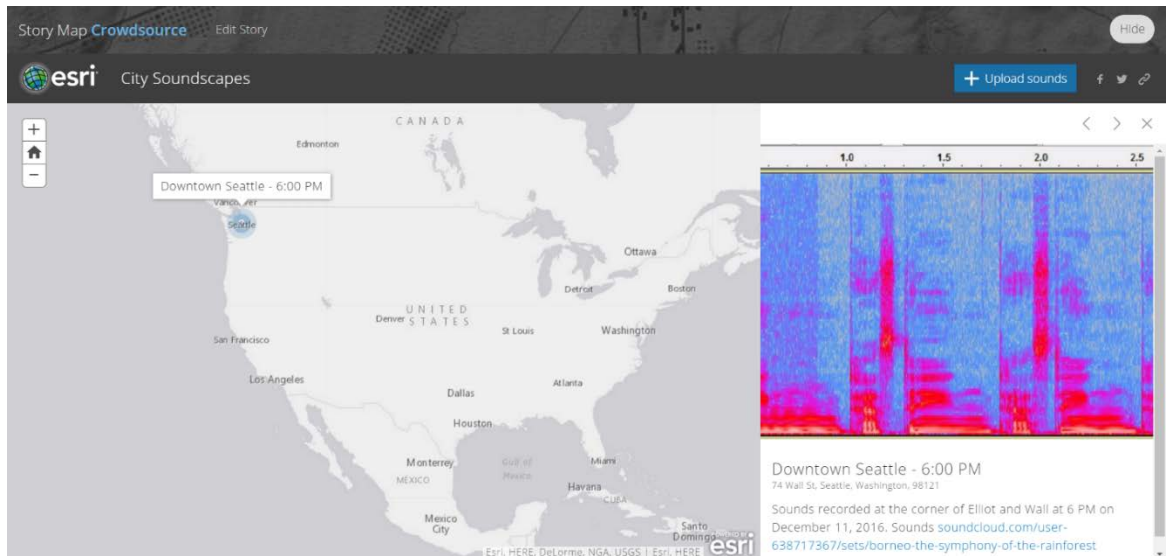 Story Map Crowdsource Edit Story Hide
esri City Soundscapes + Upload sounds
+
−
CANADA
Edmonton
Downtown Seattle - 6:00 PM
Vancouver
Seattle
Ottawa
Detroit
Boston
UNITED
STATES
Denver
St Louis
Washington
San Francisco
Los Angeles
Atlanta
Dallas
Houston
Monterrey
Gulf of
Mexico
Miami
MÉXICO
Havana
CUBA
Mexico
City
Santo
Domingo
Esri, HERE, DeLorme, NGA, USGS | Esri, HERE
esri
1.0 1.5 2.0 2.5
Downtown Seattle - 6:00 PM
74 Wall St, Seattle, Washington, 98121
Sounds recorded at the corner of Elliot and Wall at 6 PM on
December 11, 2016. Sounds soundcloud.com/user-
638717367/sets/borneo-the-symphony-of-the-rainforest